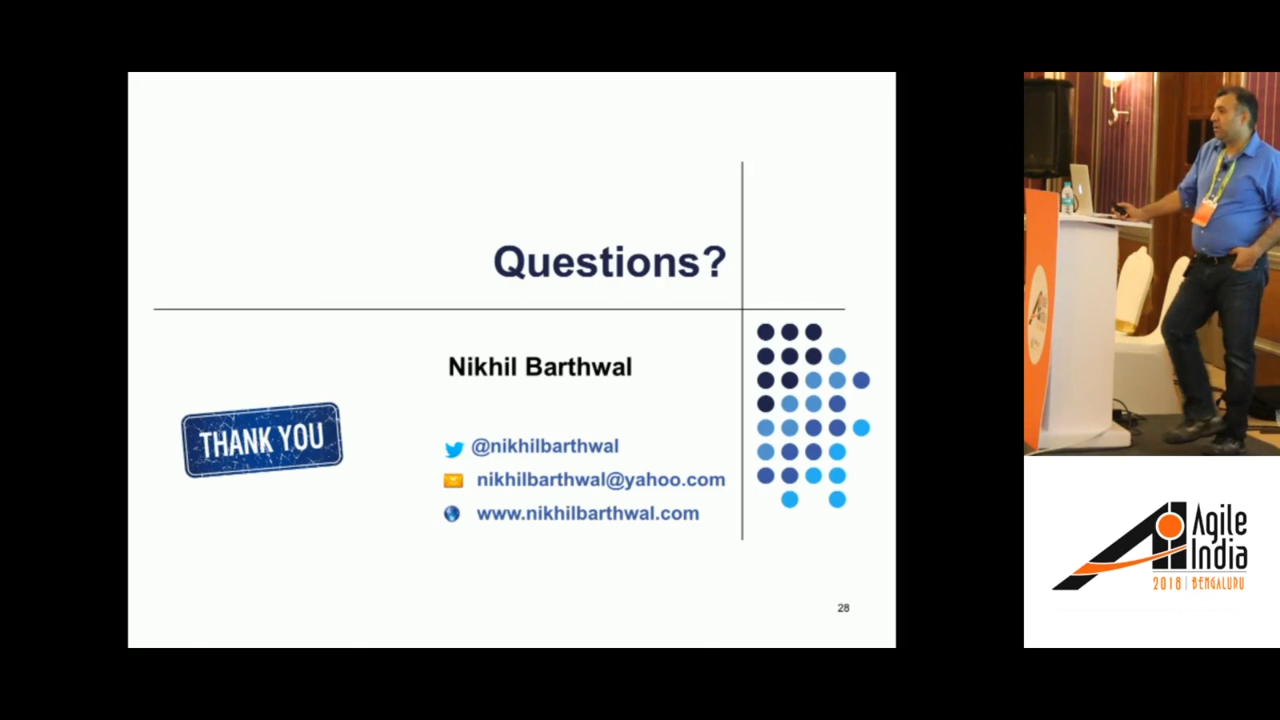 Questions?
Nikhil Barthwal
THANK YOU
@nikhilbarthwal
nikhilbarthwal@yahoo.com
www.nikhilbarthwal.com
28
Agile
India
2018 | BENGALURU